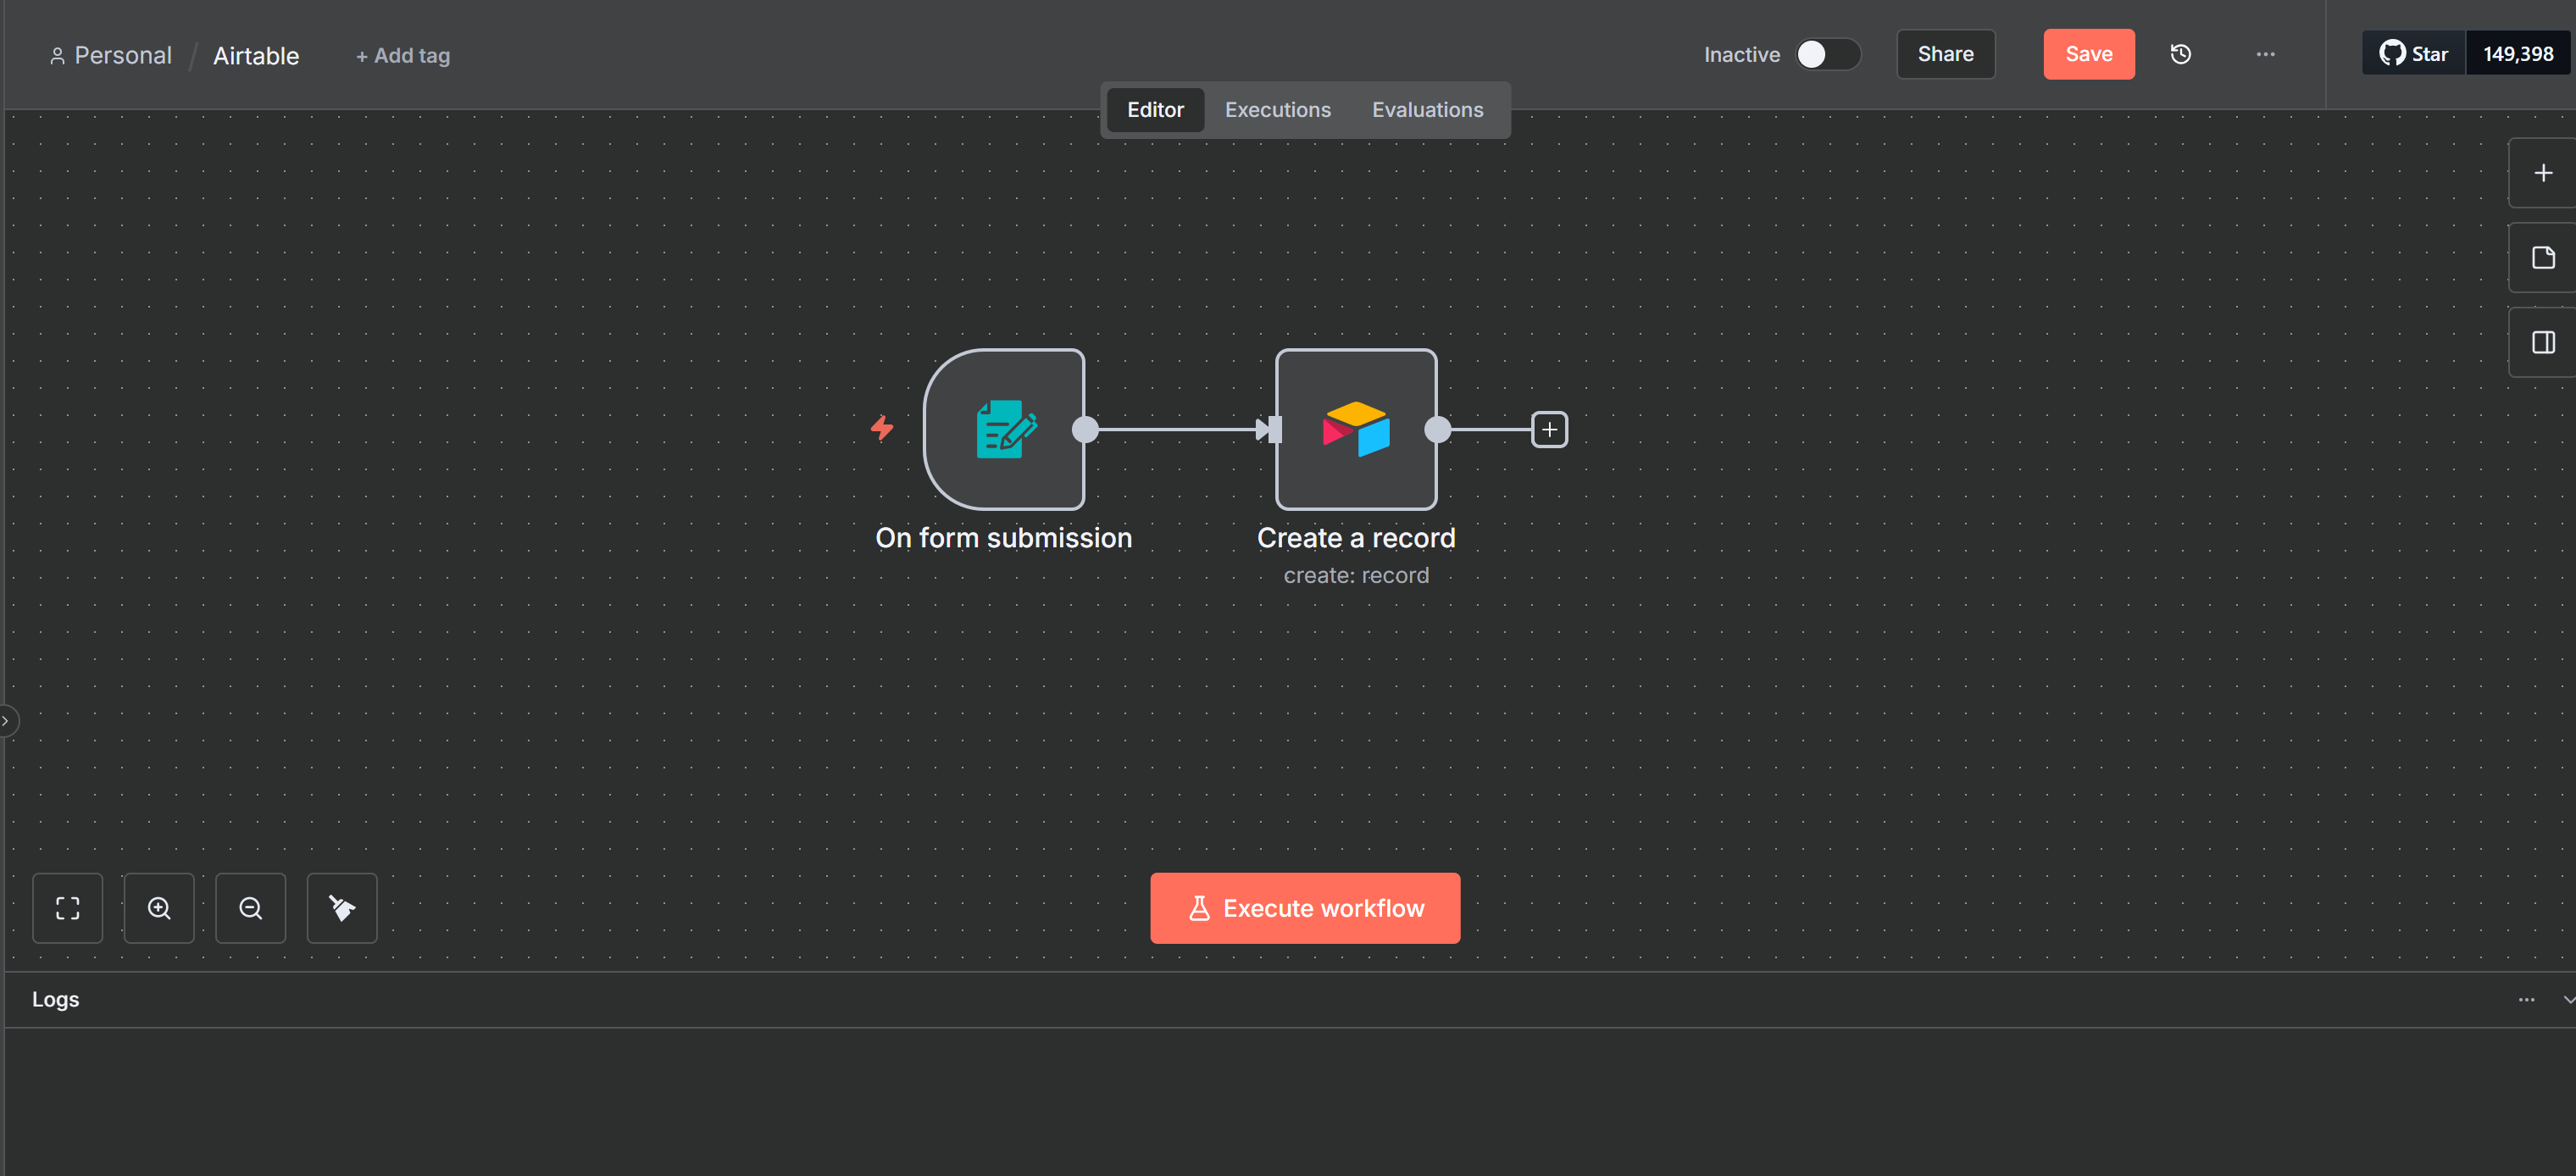 Personal / Airtable + Add tag Inactive Share Save Star 149,398
Editor Executions Evaluations
On form submission
Create a record
create: record
Execute workflow
Logs